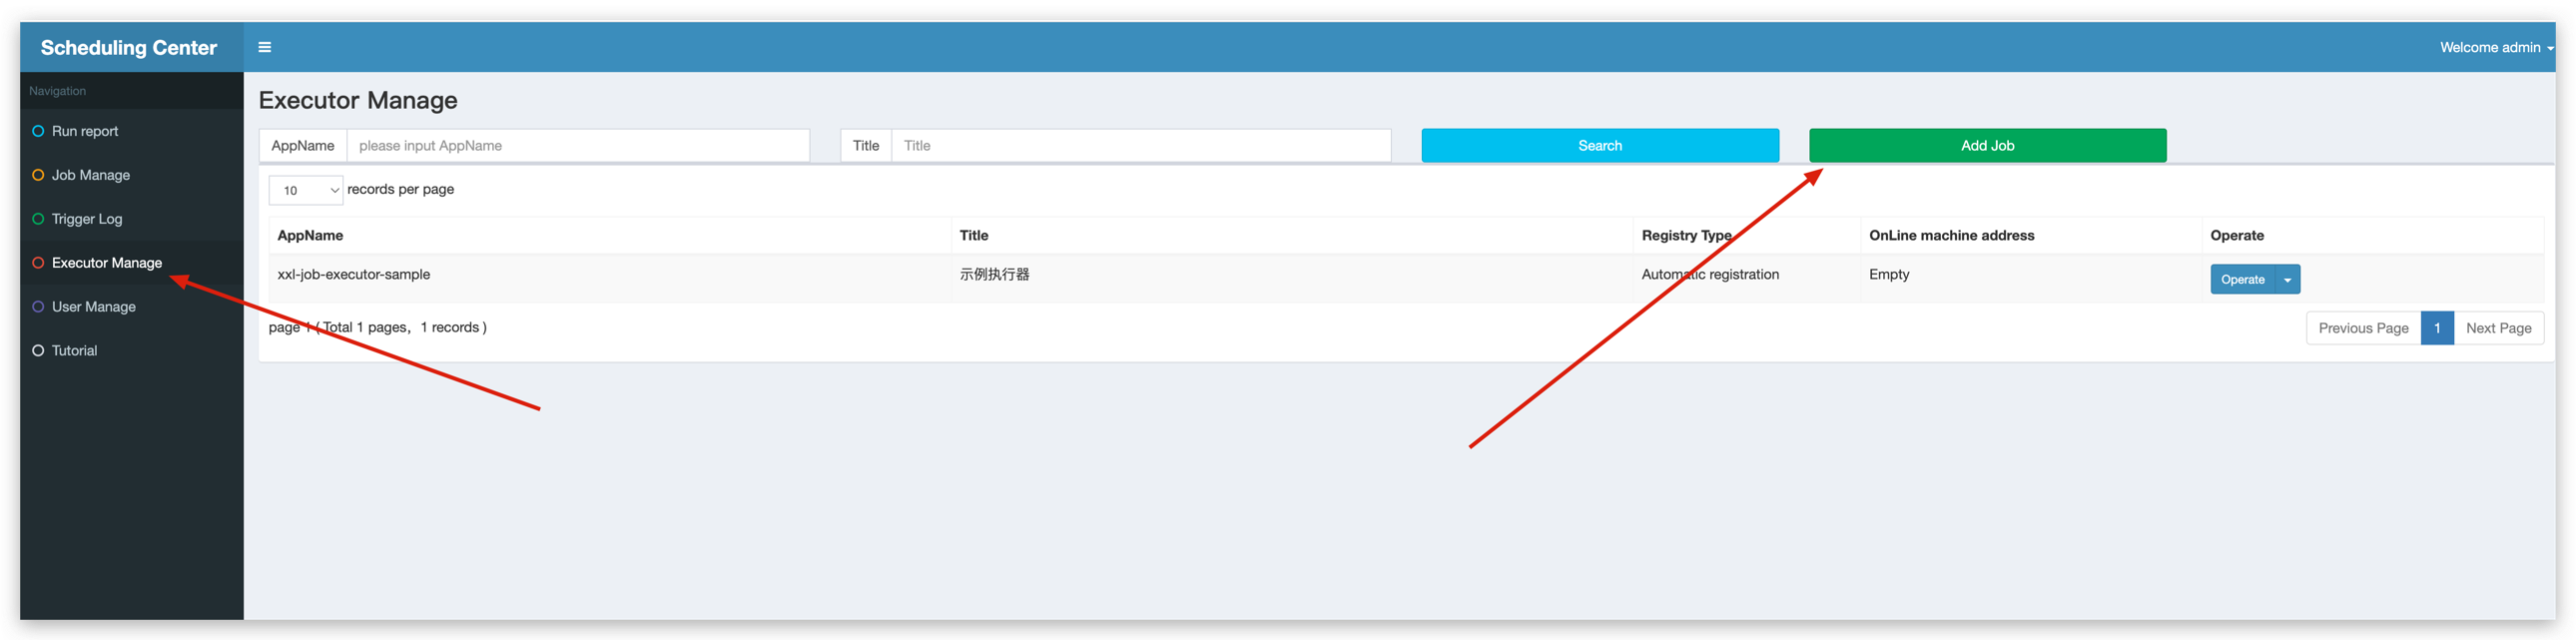 Scheduling Center
Welcome admin
Navigation
Run report
Job Manage
Trigger Log
Executor Manage
User Manage
Tutorial
Executor Manage
AppName please input AppName Title Title Search Add Job
10 records per page
AppName Title Registry Type OnLine machine address Operate
xxl-job-executor-sample 示例执行器 Automatic registration Empty Operate
page 1 ( Total 1 pages，1 records )
Previous Page 1 Next Page